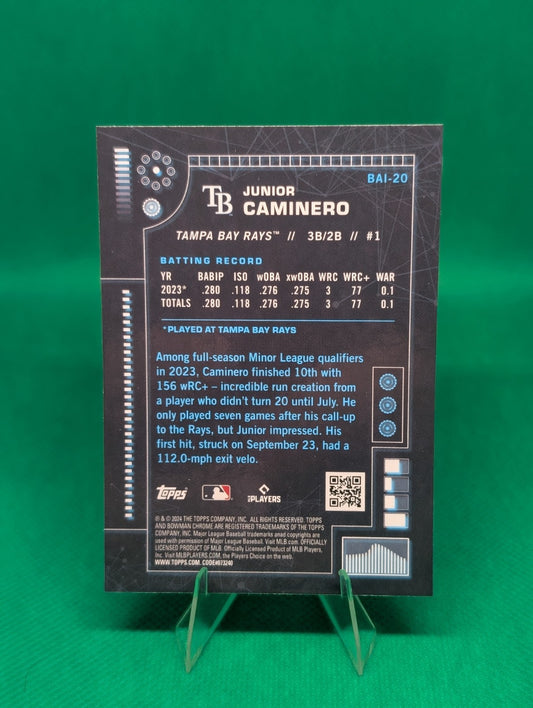 BAI-20
TB JUNIOR
CAMINERO
TAMPA BAY RAYS™ // 3B/2B // #1
BATTING RECORD
YR BABIP ISO wOBA xwOBA WRC WRC+ WAR
2023* .280 .118 .276 .275 3 77 0.1
TOTALS .280 .118 .276 .275 3 77 0.1
*PLAYED AT TAMPA BAY RAYS
Among full-season Minor League qualifiers
in 2023, Caminero finished 10th with
156 wRC+ – incredible run creation from
a player who didn't turn 20 until July. He
only played seven games after his call-up
to the Rays, but Junior impressed. His
first hit, struck on September 23, had a
112.0-mph exit velo.
Topps
PLAYERS
® & © 2024 THE TOPPS COMPANY, INC. ALL RIGHTS RESERVED. TOPPS
AND BOWMAN CHROME ARE REGISTERED TRADEMARKS OF THE TOPPS
COMPANY, INC. Major League Baseball trademarks and copyrights are
used with permission of Major League Baseball. Visit MLB.com. OFFICIALLY
LICENSED PRODUCT OF MLB. Officially Licensed Product of MLB Players,
Inc. Visit MLBPLAYERS.COM, the Players Choice on the web.
WWW.TOPPS.COM. CODE#073240